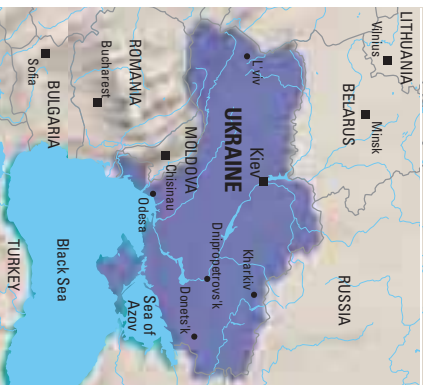 LITHUANIA
Vilnius
Minsk
BELARUS
RUSSIA
L'viv
UKRAINE
Kiev
Kharkiv
Dnipropetrovs'k
Donets'k
ROMANIA
MOLDOVA
Chisinau
Odesa
Bucharest
Sea of
Azov
Sofia
BULGARIA
Black Sea
TURKEY